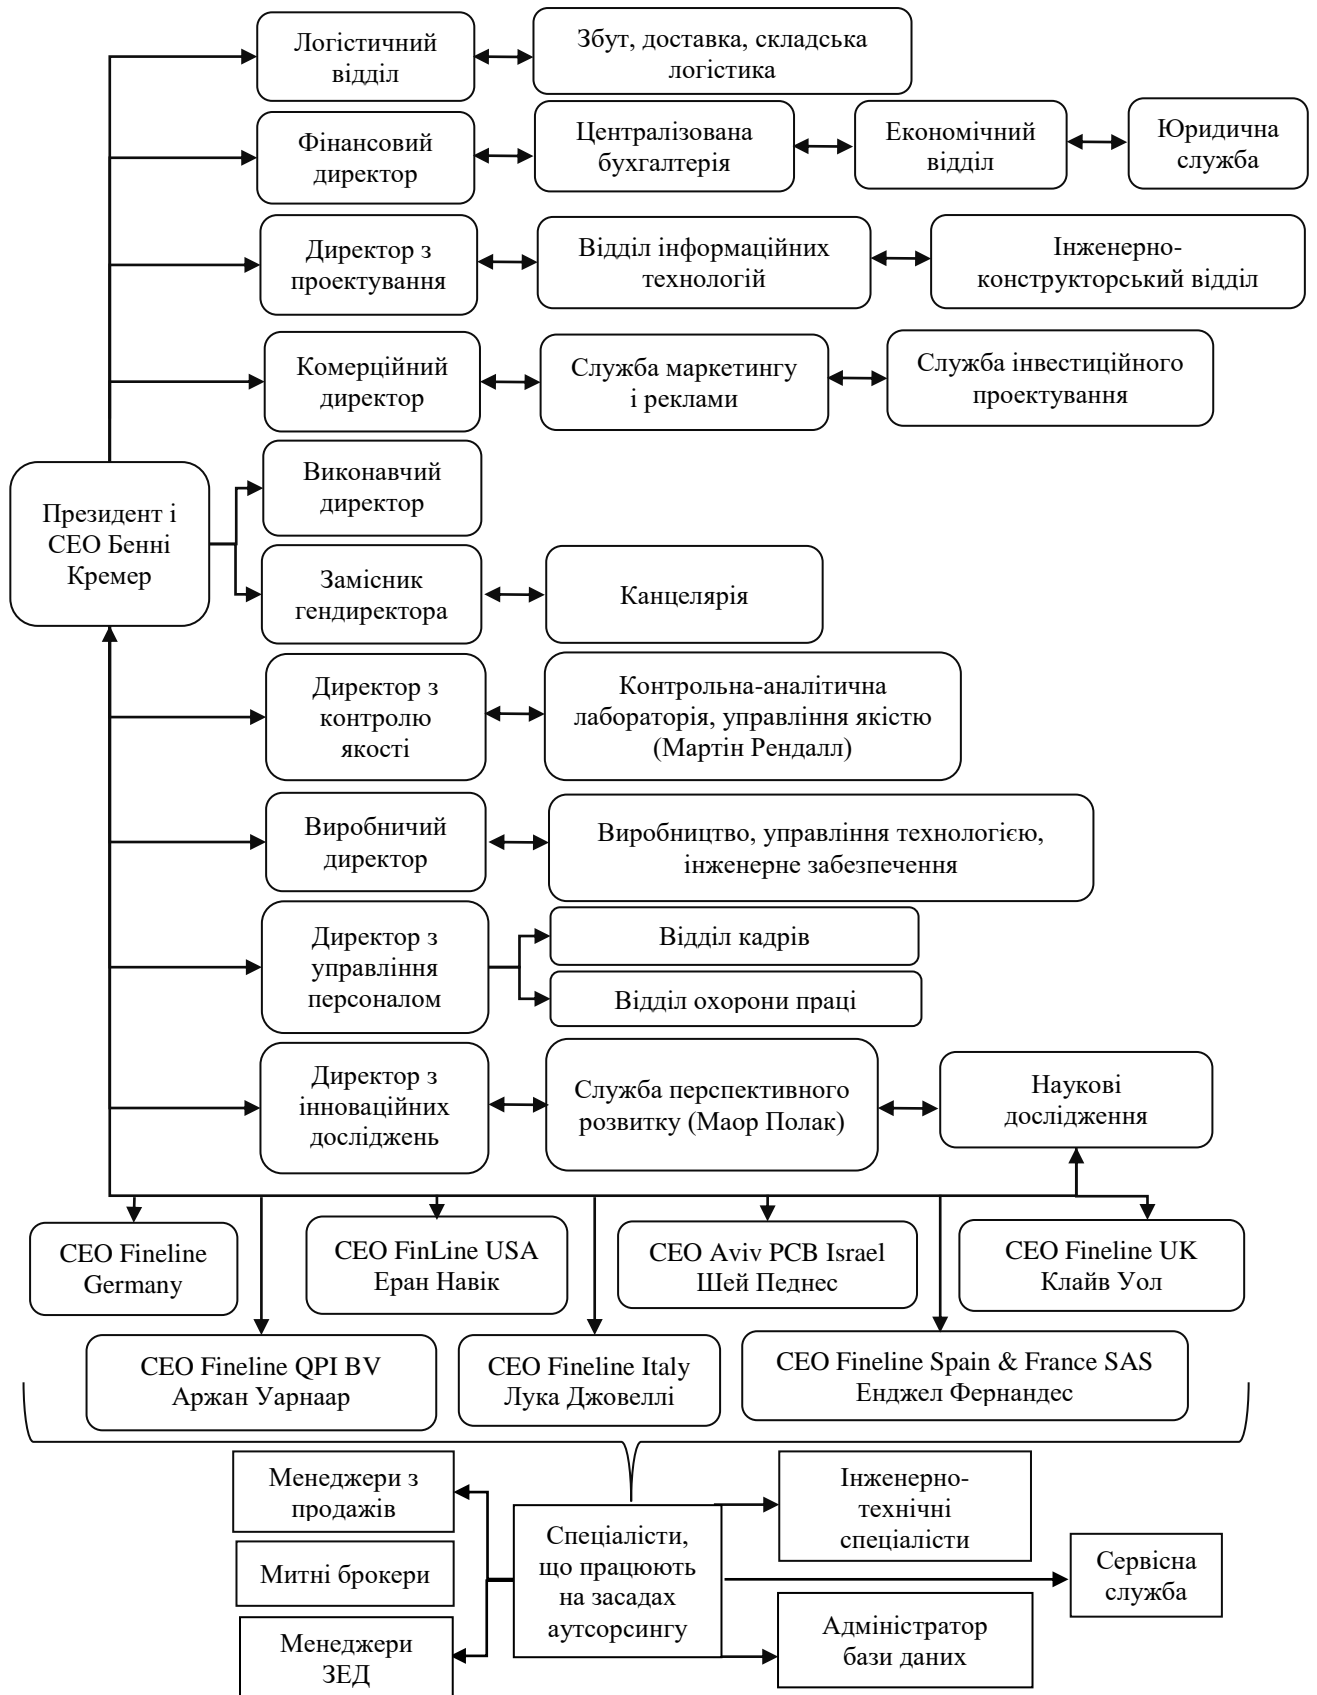 Логістичний
відділ
Збут, доставка, складська
логістика
Фінансовий
директор
Централізована
бухгалтерія
Економічний
відділ
Юридична
служба
Директор з
проектування
Відділ інформаційних
технологій
Інженерно-
конструкторський відділ
Комерційний
директор
Служба маркетингу
і реклами
Служба інвестиційного
проектування
Президент і
CEO Бенні
Кремер
Виконавчий
директор
Замісник
гендиректора
Канцелярія
Директор з
контролю
якості
Контрольна-аналітична
лабораторія, управління якістю
(Мартін Рендалл)
Виробничий
директор
Виробництво, управління технологією,
інженерне забезпечення
Директор з
управління
персоналом
Відділ кадрів
Відділ охорони праці
Директор з
інноваційних
досліджень
Служба перспективного
розвитку (Маор Полак)
Наукові
дослідження
CEO Fineline
Germany
CEO FinLine USA
Еран Навік
CEO Aviv PCB Israel
Шей Педнес
CEO Fineline UK
Клайв Уол
CEO Fineline QPI BV
Аржан Уарнаар
CEO Fineline Italy
Лука Джовеллі
CEO Fineline Spain & France SAS
Енджел Фернандес
Менеджери з
продажів
Митні брокери
Менеджери
ЗЕД
Спеціалісти,
що працюють
на засадах
аутсорсингу
Інженерно-
технічні
спеціалісти
Сервісна
служба
Адміністратор
бази даних